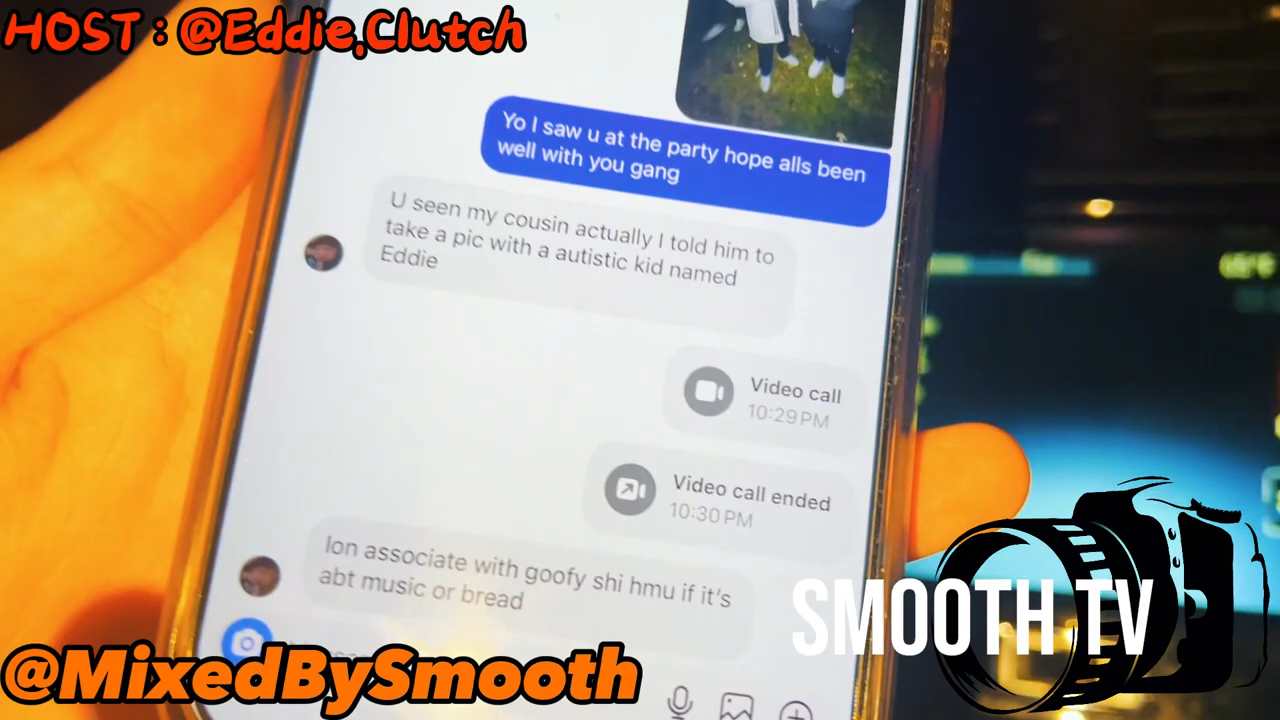 HOST : @Eddie,Clutch
Yo I saw u at the party hope alls been
well with you gang
U seen my cousin actually I told him to
take a pic with a autistic kid named
Eddie
Video call
10:29 PM
Video call ended
10:30 PM
Ion associate with goofy shi hmu if it's
abt music or bread
SMOOTH TV
@MixedBySmooth